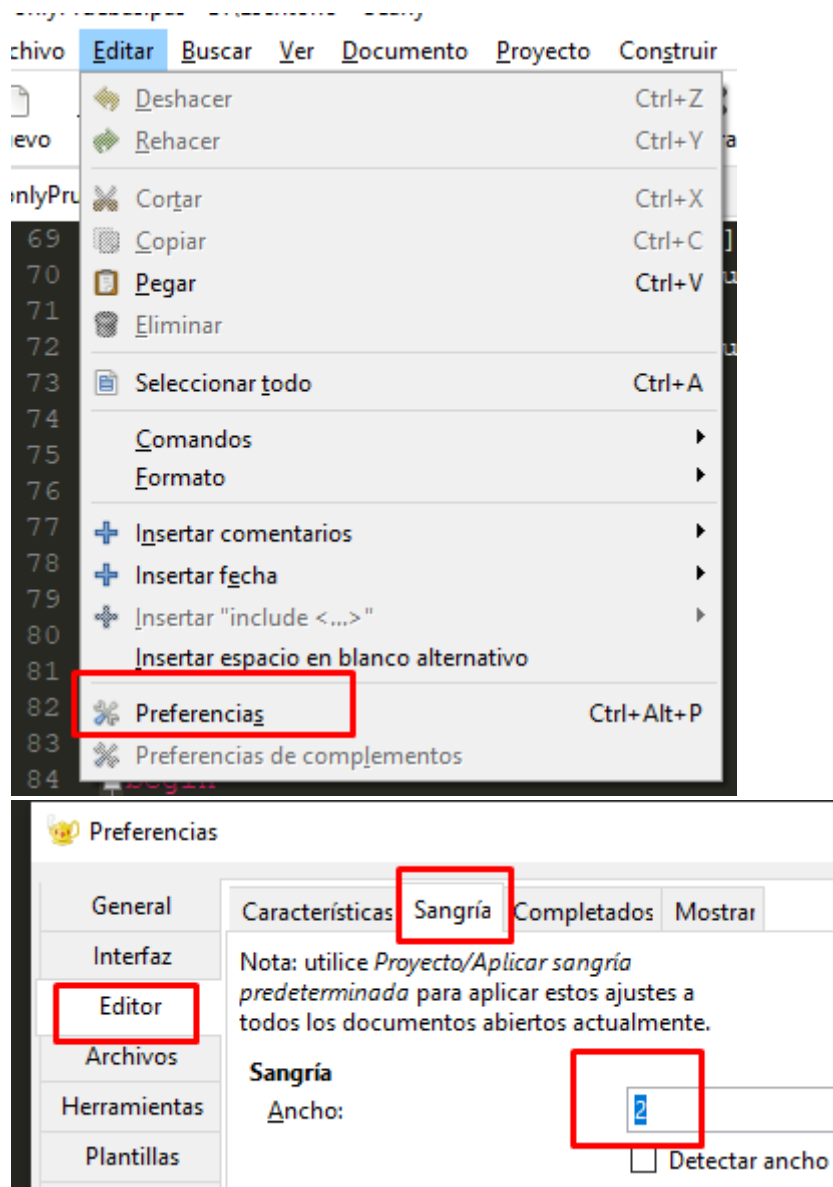 chivo Editar Buscar Ver Documento Proyecto Construir
Deshacer Ctrl+Z
evo Rehacer Ctrl+Y
Cortar Ctrl+X
onlyPru
69 Copiar Ctrl+C ]
70 Pegar Ctrl+V
71 Eliminar
72
73 Seleccionar todo Ctrl+A
74
75 Comandos
76 Formato
77 Insertar comentarios
78 Insertar fecha
79 Insertar "include <...>"
80
81 Insertar espacio en blanco alternativo
82 Preferencias Ctrl+Alt+P
83 Preferencias de complementos
84 begin
Preferencias
General
Interfaz
Editor
Archivos
Herramientas
Plantillas
Características Sangría Completados Mostrar
Nota: utilice Proyecto/Aplicar sangría
predeterminada para aplicar estos ajustes a
todos los documentos abiertos actualmente.
Sangría
Ancho: 2
Detectar ancho